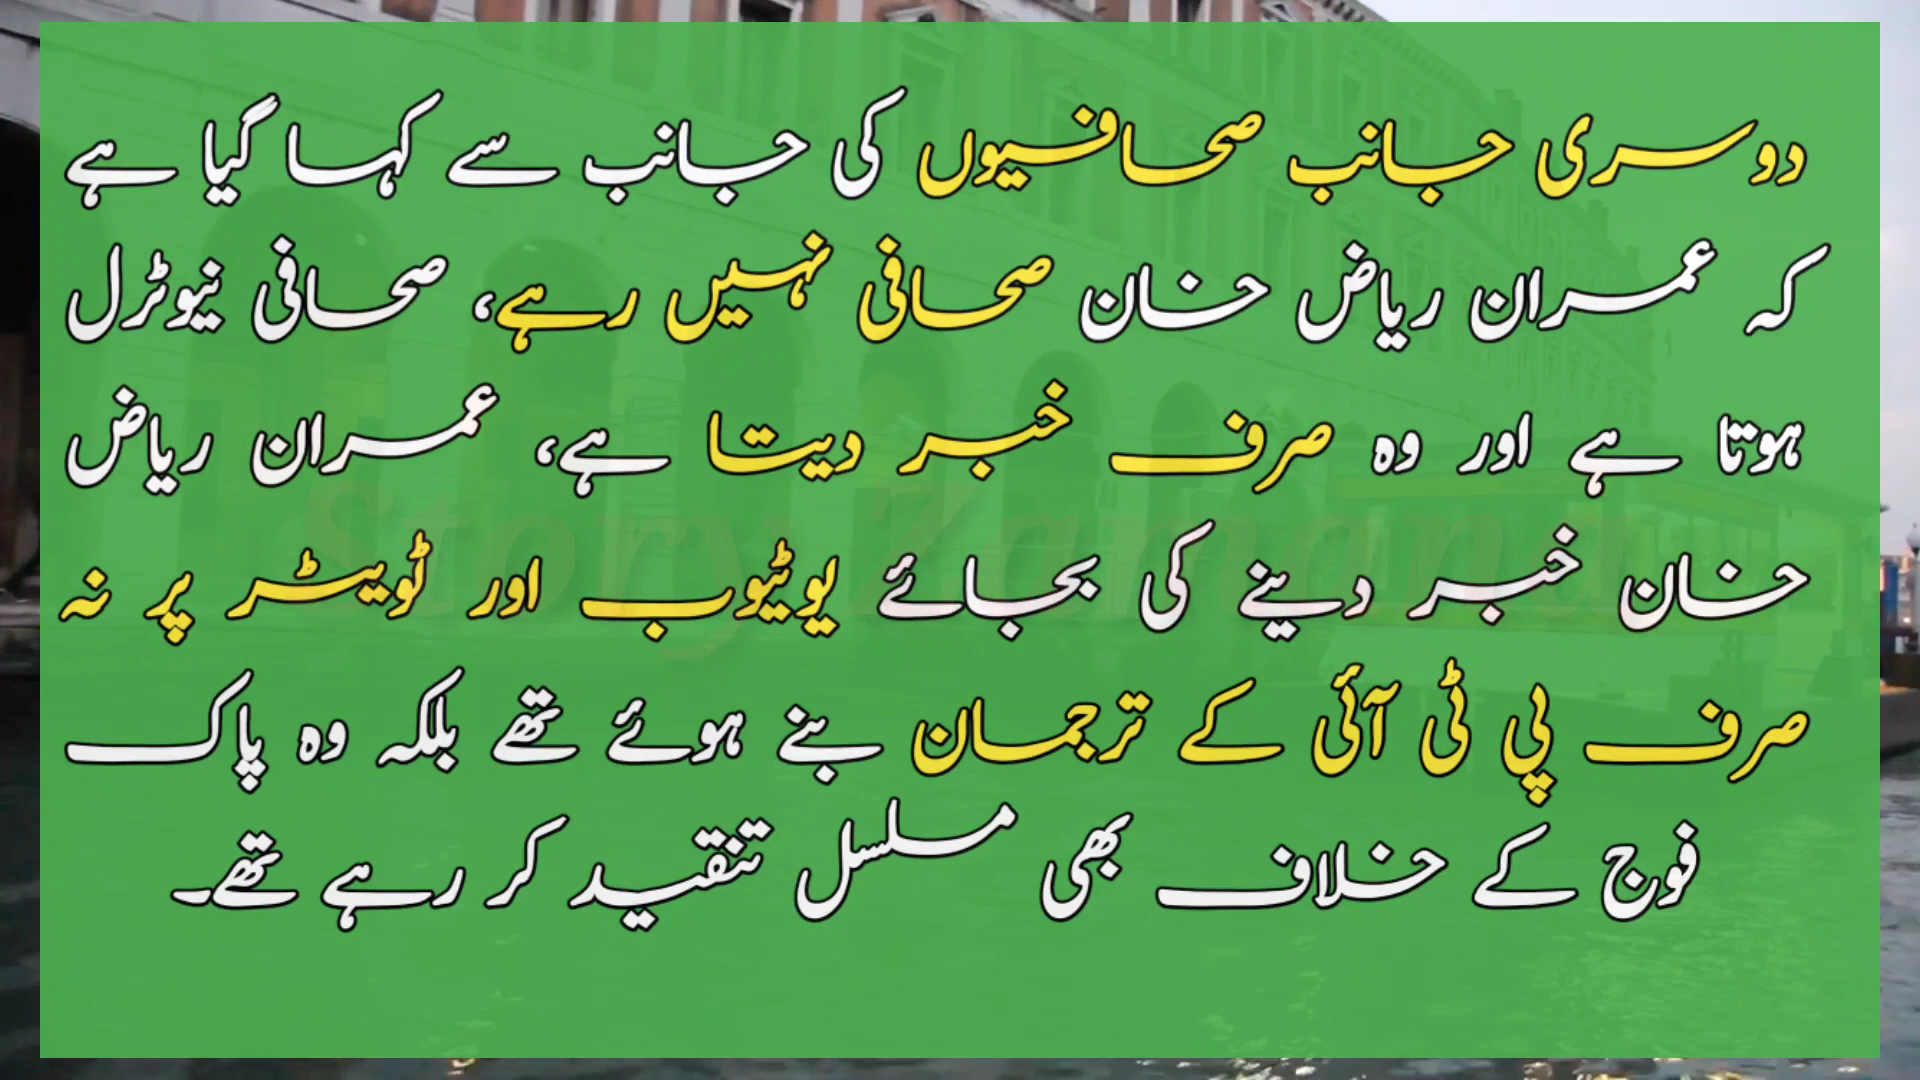 دوسری جانب صحافیوں کی جانب سے کہا گیا ہے
کہ عمران ریاض خان صحافی نہیں رہے، صحافی نیوٹرل
ہوتا ہے اور وہ صرف خبر دیتا ہے، عمران ریاض
خان خبر دینے کی بجائے یوٹیوب اور ٹویٹر پر نہ
صرف پی ٹی آئی کے ترجمان بنے ہوئے تھے بلکہ وہ پاک
فوج کے خلاف بھی مسلسل تنقید کر رہے تھے۔
Story Zamana